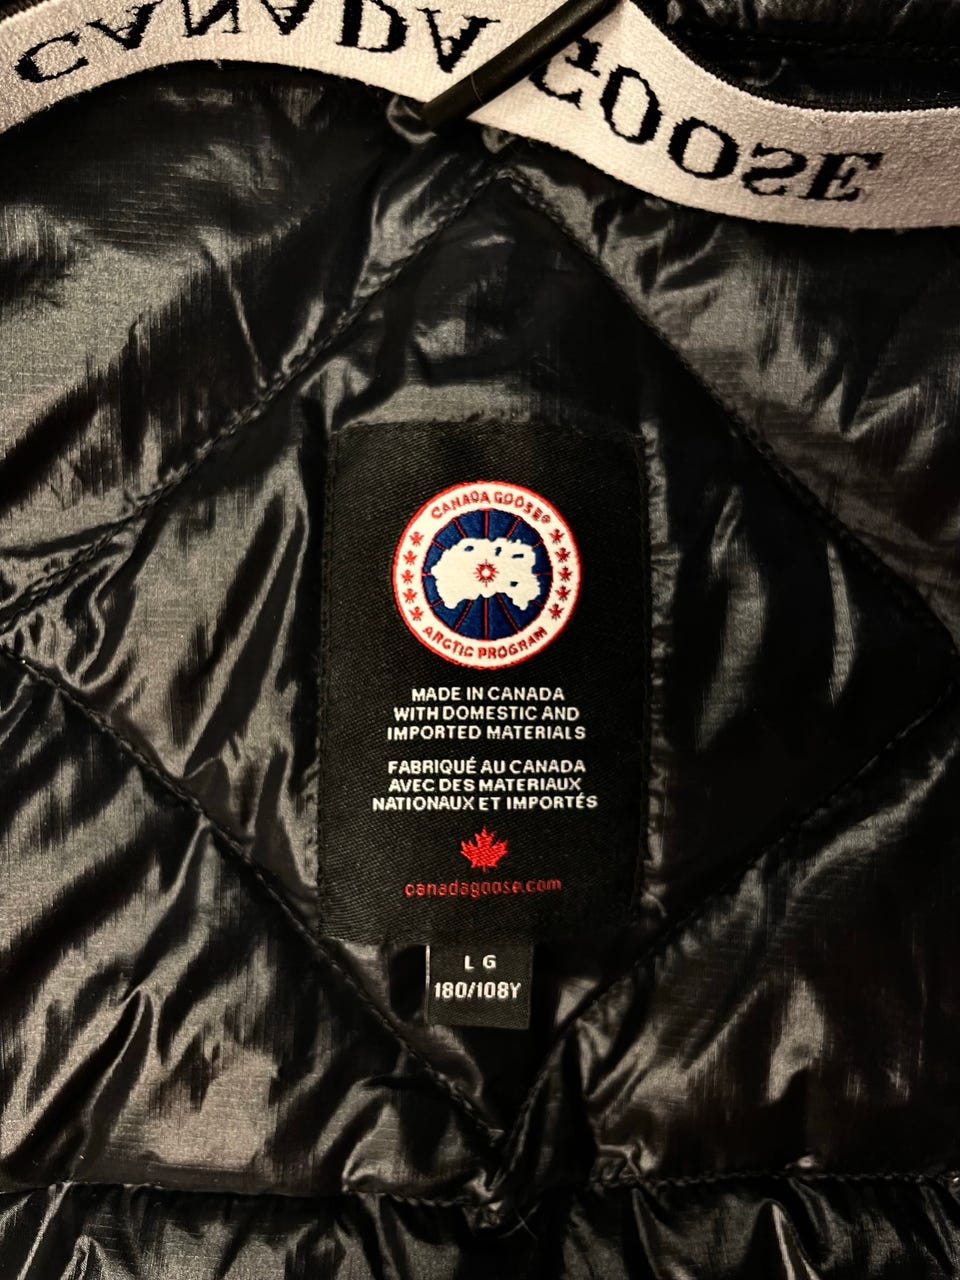 CANADA GOOSE
CANADA GOOSE®
ARCTIC PROGRAM
MADE IN CANADA
WITH DOMESTIC AND
IMPORTED MATERIALS
FABRIQUÉ AU CANADA
AVEC DES MATERIAUX
NATIONAUX ET IMPORTÉS
canadagoose.com
LG
180/108Y